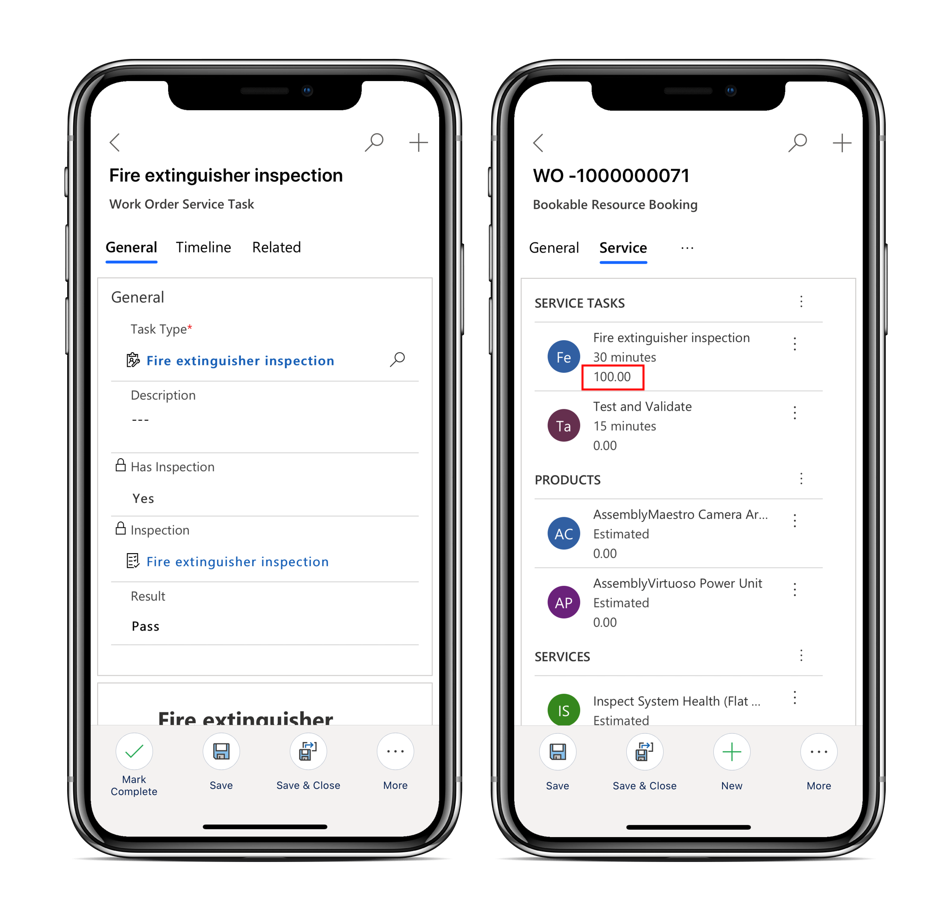 Fire extinguisher inspection
Work Order Service Task
General Timeline Related
General
Task Type*
Fire extinguisher inspection
Description
---
Has Inspection
Yes
Inspection
Fire extinguisher inspection
Result
Pass
Fire extinguisher
Mark Complete
Save
Save & Close
More
WO -1000000071
Bookable Resource Booking
General Service ...
SERVICE TASKS
Fe
Fire extinguisher inspection
30 minutes
100.00
Ta
Test and Validate
15 minutes
0.00
PRODUCTS
AC
AssemblyMaestro Camera Ar...
Estimated
0.00
AP
AssemblyVirtuoso Power Unit
Estimated
0.00
SERVICES
IS
Inspect System Health (Flat ...
Estimated
Save
Save & Close
New
More